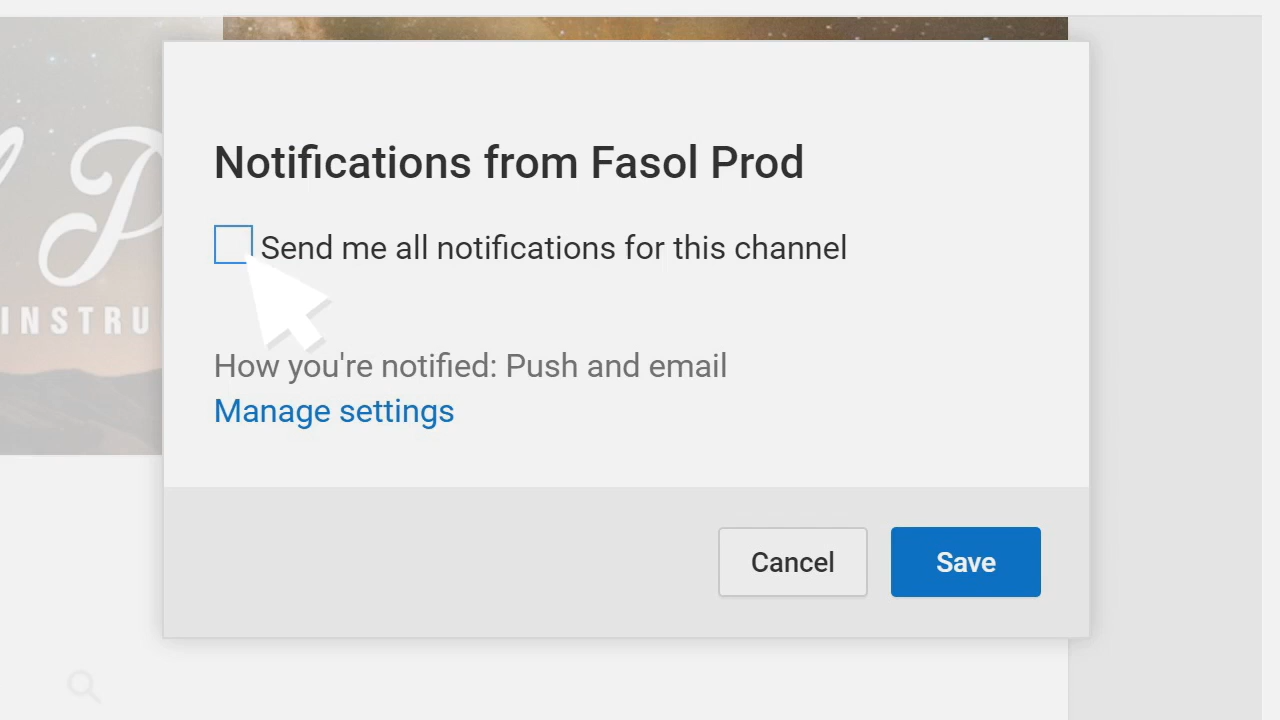 Notifications from Fasol Prod
Send me all notifications for this channel
How you're notified: Push and email
Manage settings
Cancel
Save
P
INSTRU